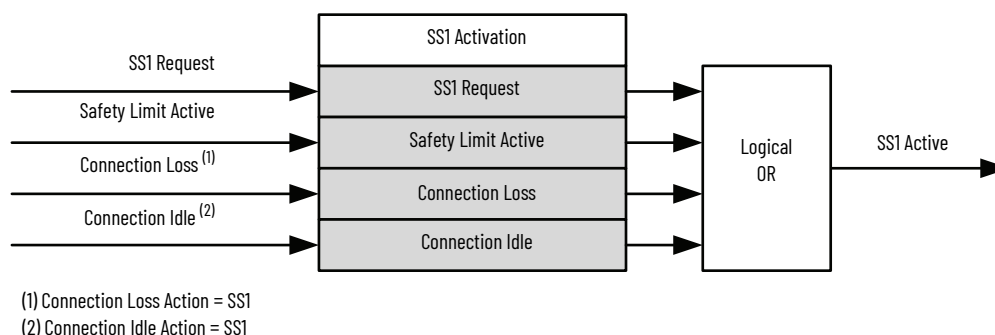 SS1 Activation
SS1 Request
SS1 Request
Safety Limit Active
Safety Limit Active
Connection Loss (1)
Connection Loss
Connection Idle (2)
Connection Idle
Logical
OR
SS1 Active
(1) Connection Loss Action = SS1
(2) Connection Idle Action = SS1